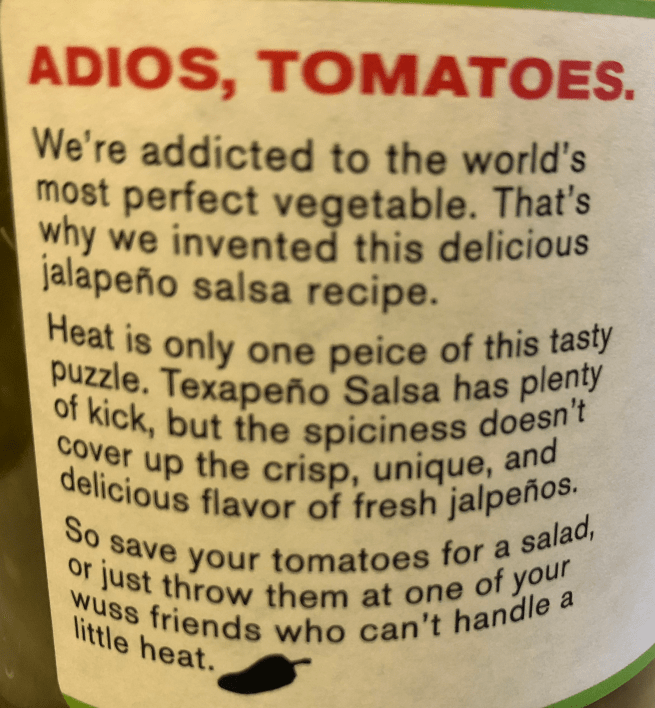 ADIOS, TOMATOES.
We're addicted to the world's
most perfect vegetable. That's
why we invented this delicious
jalapeño salsa recipe.
Heat is only one peice of this tasty
puzzle. Texapeño Salsa has plenty
of kick, but the spiciness doesn't
cover up the crisp, unique, and
delicious flavor of fresh jalpeños.
So save your tomatoes for a salad,
or just throw them at one of your
wuss friends who can't handle a
little heat.